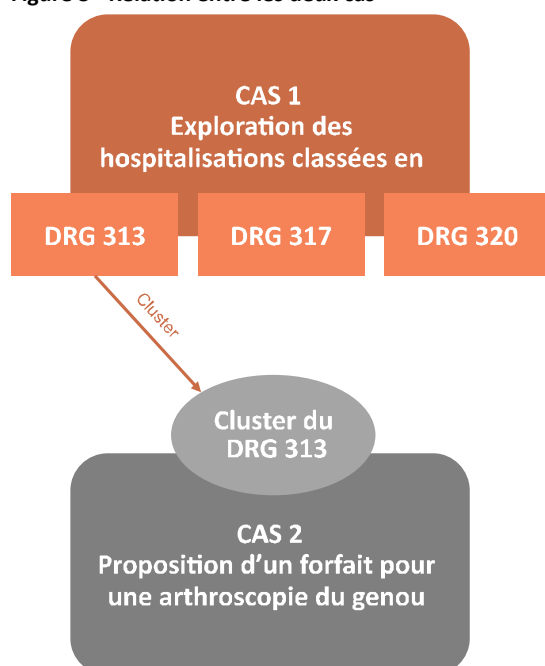 CAS 1
Exploration des
hospitalisations classées en
DRG 313
DRG 317
DRG 320
Cluster
Cluster du
DRG 313
CAS 2
Proposition d'un forfait pour
une arthroscopie du genou